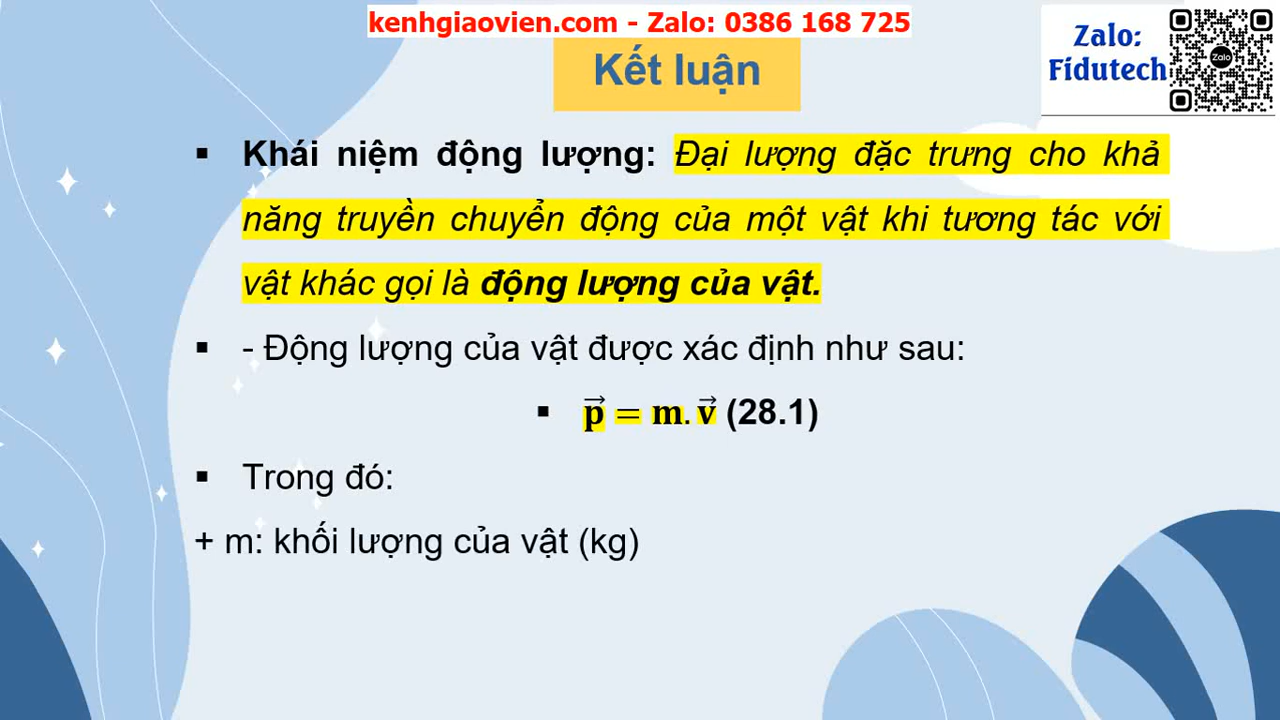 kenhgiaovien.com - Zalo: 0386 168 725
Zalo:
Fidutech
Zalo
Kết luận
▪ Khái niệm động lượng: Đại lượng đặc trưng cho khả
năng truyền chuyển động của một vật khi tương tác với
vật khác gọi là động lượng của vật.
▪ - Động lượng của vật được xác định như sau:
▪ p⃗ = m. v⃗ (28.1)
▪ Trong đó:
+ m: khối lượng của vật (kg)